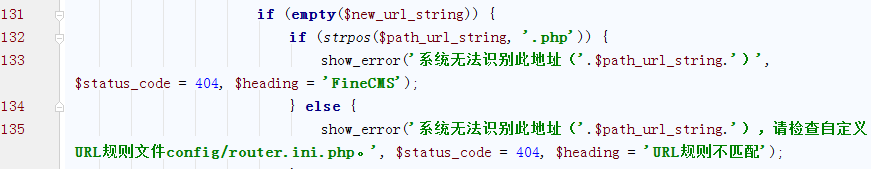 131 if (empty($new_url_string)) {
132 if (strpos($path_url_string, '.php')) {
133 show_error('系统无法识别此地址（'.$path_url_string.'）',
$status_code = 404, $heading = 'FineCMS');
134 } else {
135 show_error('系统无法识别此地址（'.$path_url_string.'），请检查自定义
URL规则文件config/router.ini.php。', $status_code = 404, $heading = 'URL规则不匹配');